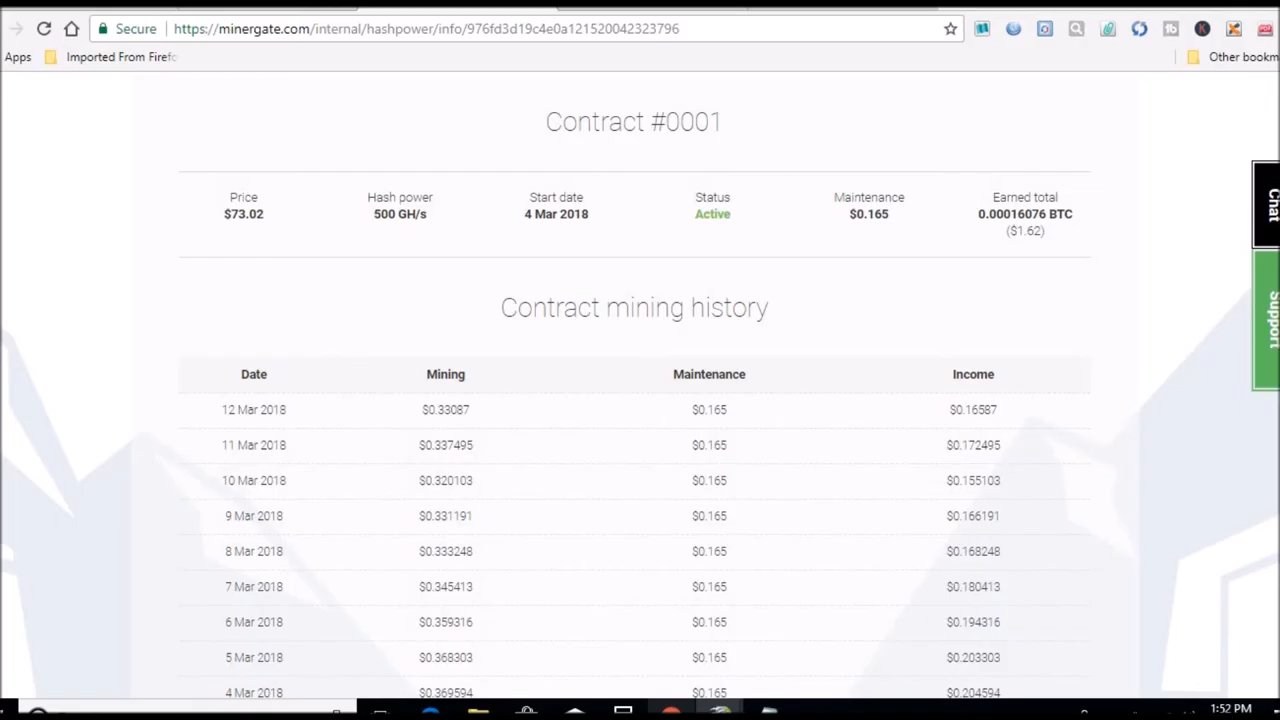 Secure https://minergate.com/internal/hashpower/info/976fd3d19c4e0a121520042323796
Apps Imported From Firefo Other bookm
Contract #0001
Price Hash power Start date Status Maintenance Earned total
$73.02 500 GH/s 4 Mar 2018 Active $0.165 0.00016076 BTC
($1.62)
Chat
Support
Contract mining history
Date Mining Maintenance Income
12 Mar 2018 $0.33087 $0.165 $0.16587
11 Mar 2018 $0.337495 $0.165 $0.172495
10 Mar 2018 $0.320103 $0.165 $0.155103
9 Mar 2018 $0.331191 $0.165 $0.166191
8 Mar 2018 $0.333248 $0.165 $0.168248
7 Mar 2018 $0.345413 $0.165 $0.180413
6 Mar 2018 $0.359316 $0.165 $0.194316
5 Mar 2018 $0.368303 $0.165 $0.203303
4 Mar 2018 $0.369594 $0.165 $0.204594
1:52 PM